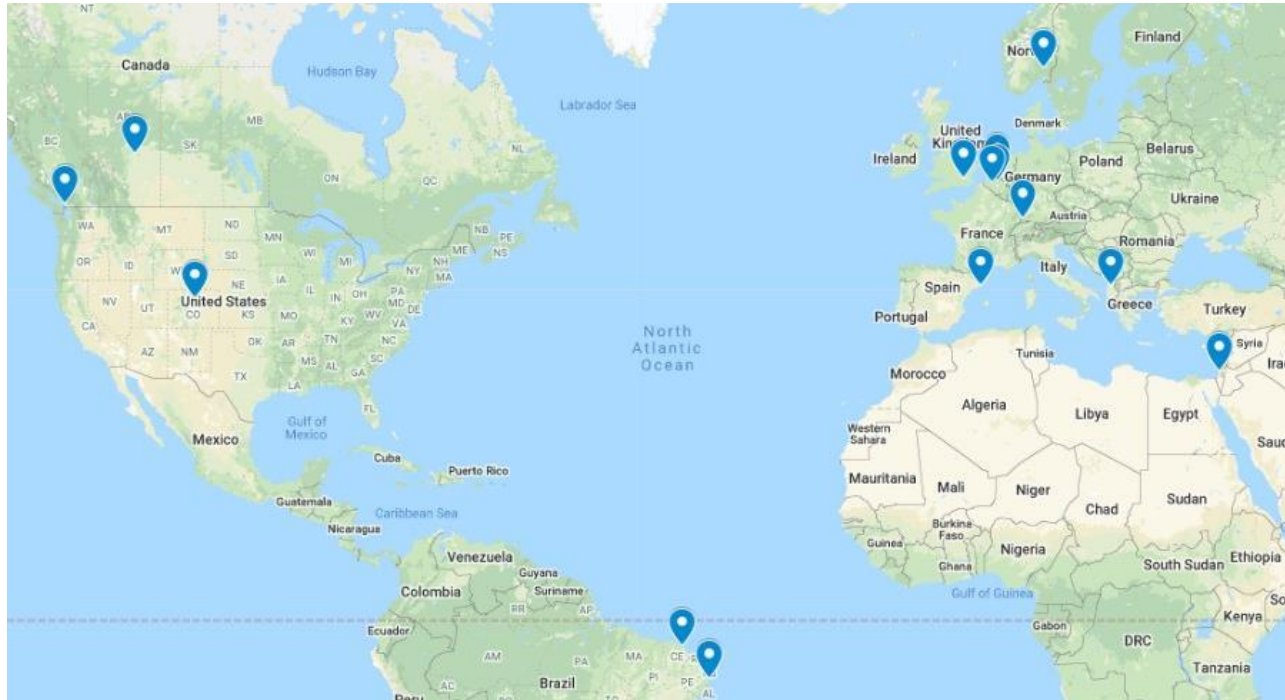 NT
Canada
Hudson Bay
Labrador Sea
BC
MB
SK
ON
QC
NL
NB
PE
NS
WA
MT
ND
MN
OR
ID
SD
WI
MI
NY
ME
NH
MA
NE
IA
IL
IN
OH
PA
MD
DE
NV
UT
United States
CO
KS
MO
KY
WV
VA
CA
AZ
NM
OK
AR
TN
NC
MS
AL
SC
GA
TX
LA
FL
Gulf of
Mexico
Mexico
Cuba
Puerto Rico
Guatemala
Caribbean Sea
Nicaragua
Venezuela
Guyana
Suriname
Colombia
RR
AP
Ecuador
AM
PA
MA
CE
PI
PE
AC
TO
AL
Brazil
North
Atlantic
Ocean
Finland
Denmark
United
Ireland
Belarus
Poland
Germany
Ukraine
Austria
France
Romania
Italy
Spain
Portugal
Greece
Turkey
Syria
Tunisia
Morocco
Algeria
Libya
Egypt
Western
Sahara
Mauritania
Mali
Niger
Chad
Sudan
Burkina
Faso
Guinea
Nigeria
Ghana
South Sudan
Ethiopia
Gulf of Guinea
Gabon
Kenya
DRC
Tanzania